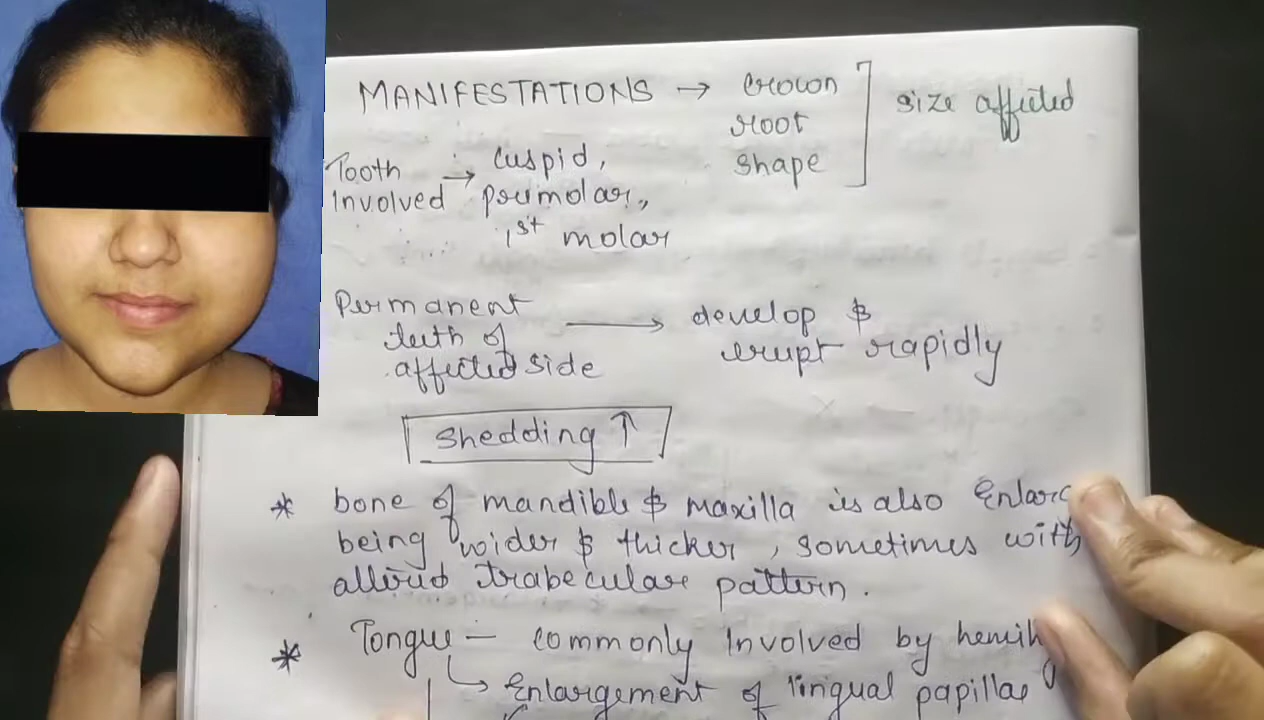 MANIFESTATIONS → crown
root
shape
size affected
Tooth Involved → cuspid,
premolar,
1st molar
Permanent teeth of affected side → develop & erupt rapidly
Shedding ↑
* bone of mandible & maxilla is also Enlarg
being wider & thicker, sometimes with
altered trabecular pattern.
* Tongue – commonly involved by hemih
↳ Enlargement of lingual papillae